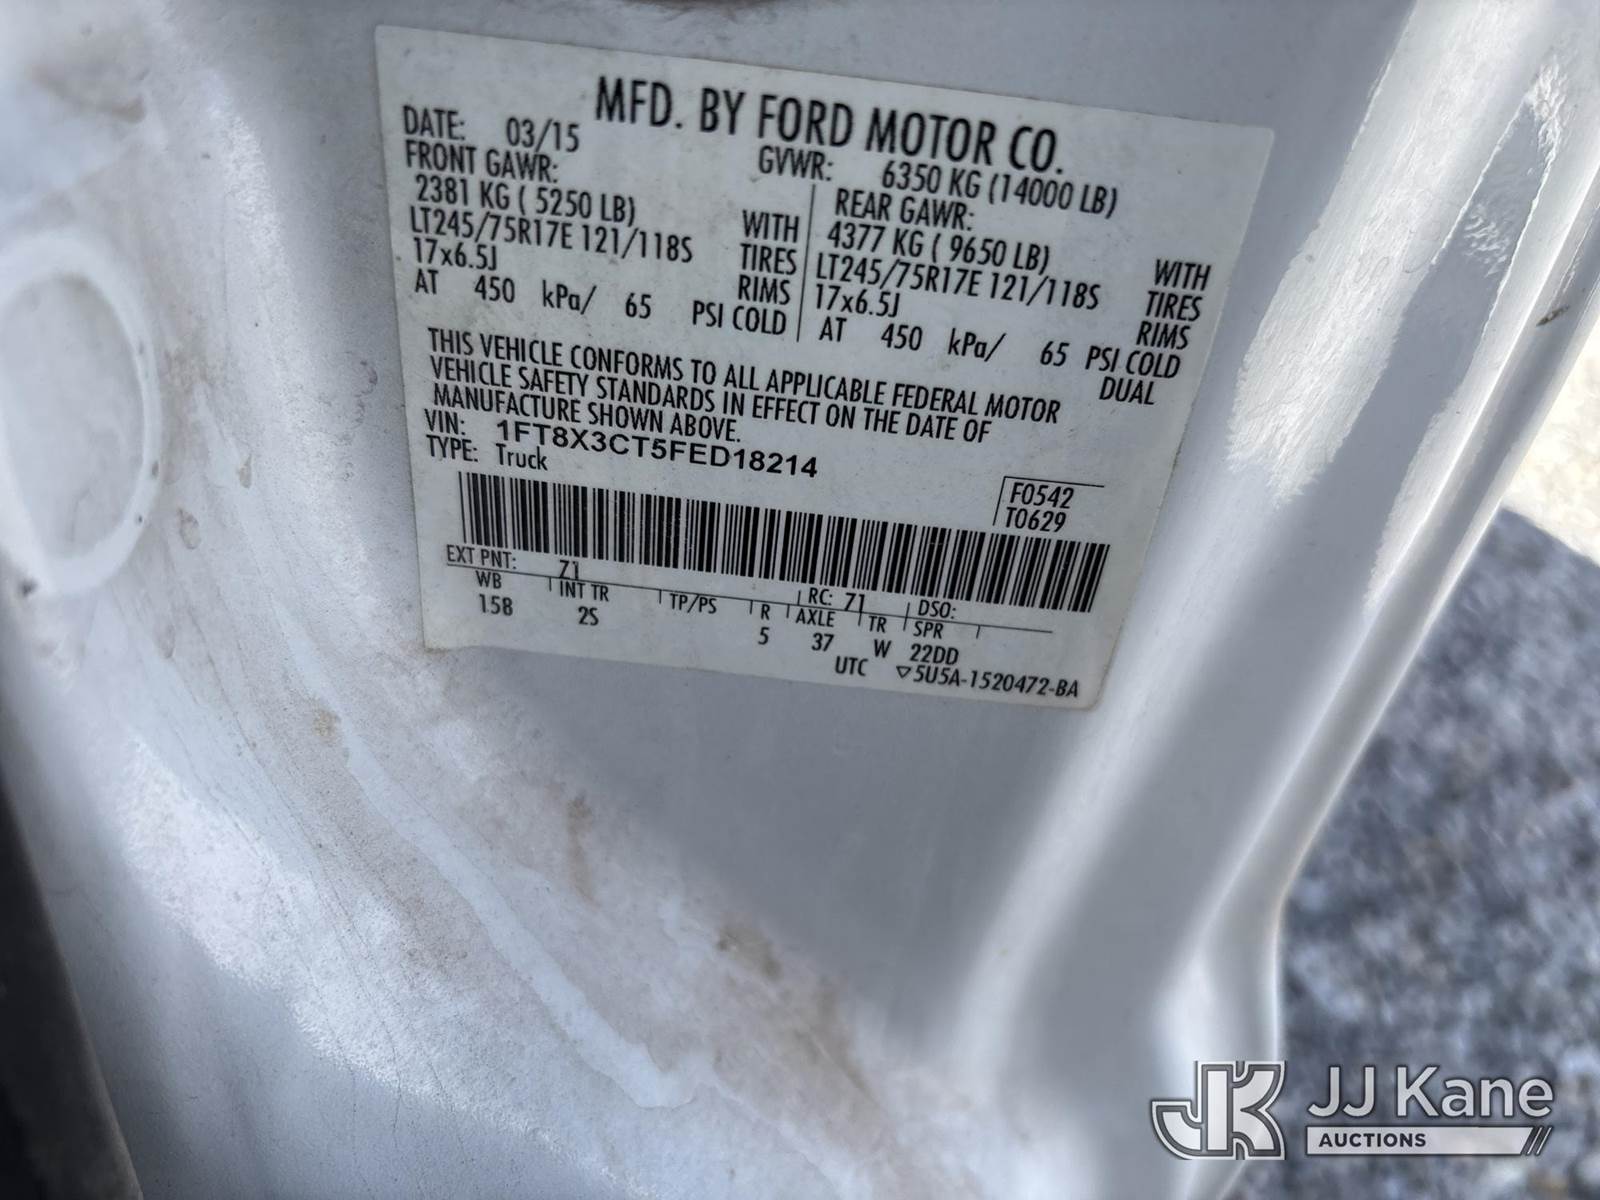 MFD. BY FORD MOTOR CO.
DATE: 03/15 GVWR: 6350 KG (14000 LB)
FRONT GAWR: REAR GAWR:
2381 KG ( 5250 LB) WITH 4377 KG ( 9650 LB) WITH
LT245/75R17E 121/118S TIRES LT245/75R17E 121/118S TIRES
17x6.5J RIMS 17x6.5J RIMS
AT 450 kPa/ 65 PSI COLD AT 450 kPa/ 65 PSI COLD
DUAL
THIS VEHICLE CONFORMS TO ALL APPLICABLE FEDERAL MOTOR
VEHICLE SAFETY STANDARDS IN EFFECT ON THE DATE OF
MANUFACTURE SHOWN ABOVE.
VIN: 1FT8X3CT5FED18214
TYPE: Truck
F0542
T0629
EXT PNT: 71 RC: 71 DSO:
WB INT TR TP/PS R AXLE TR SPR
158 2S 5 37 W 22DD
UTC ▽5U5A-1520472-BA
JK JJ Kane
AUCTIONS